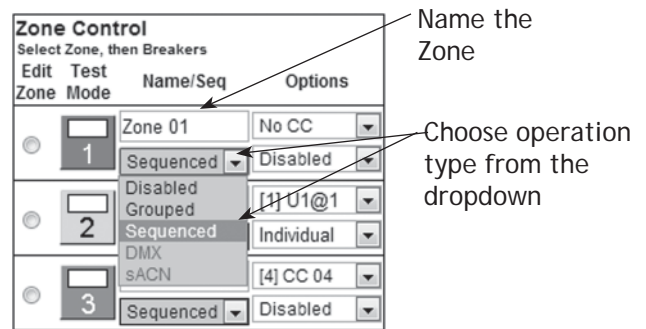 Zone Control
Select Zone, then Breakers
Edit Zone
Test Mode
Name/Seq
Options
Name the
Zone
1
Zone 01
No CC
Sequenced
Disabled
Choose operation
type from the
dropdown
Disabled
Grouped
Sequenced
DMX
sACN
2
[1] U1@1
Individual
3
[4] CC 04
Sequenced
Disabled